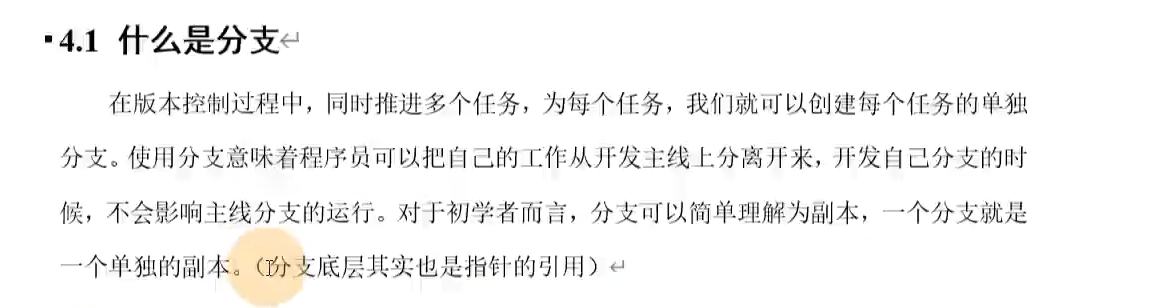 4.1 什么是分支
在版本控制过程中，同时推进多个任务，为每个任务，我们就可以创建每个任务的单独
分支。使用分支意味着程序员可以把自己的工作从开发主线上分离开来，开发自己分支的时
候，不会影响主线分支的运行。对于初学者而言，分支可以简单理解为副本，一个分支就是
一个单独的副本。（分支底层其实也是指针的引用）